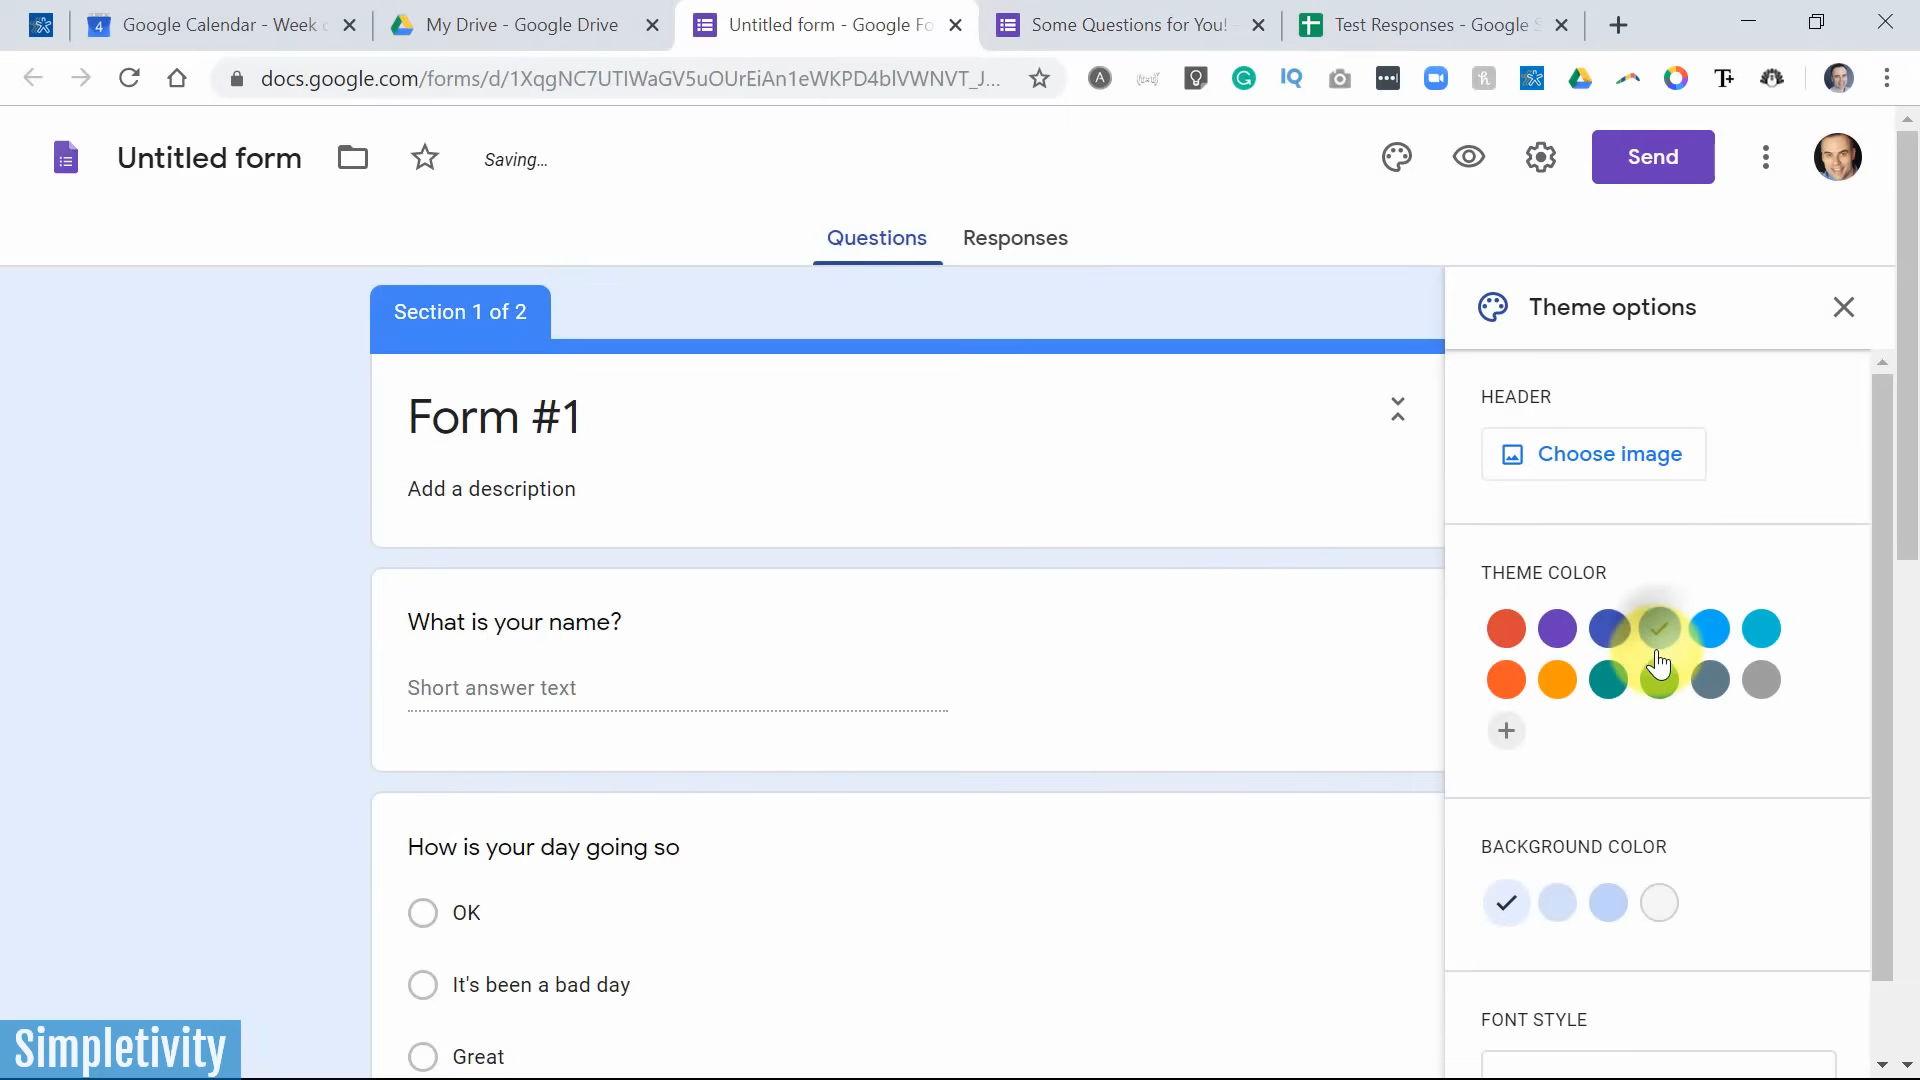 Google Calendar - Week
My Drive - Google Drive
Untitled form - Google Fo
Some Questions for You!
Test Responses - Google S
docs.google.com/forms/d/1XqgNC7UTIWaGV5uOUrEiAn1eWKPD4blVWNVT_J...
Untitled form
Saving...
Send
Questions
Responses
Section 1 of 2
Theme options
Form #1
HEADER
Choose image
Add a description
THEME COLOR
What is your name?
Short answer text
How is your day going so
BACKGROUND COLOR
OK
It's been a bad day
FONT STYLE
Great
Simpletivity